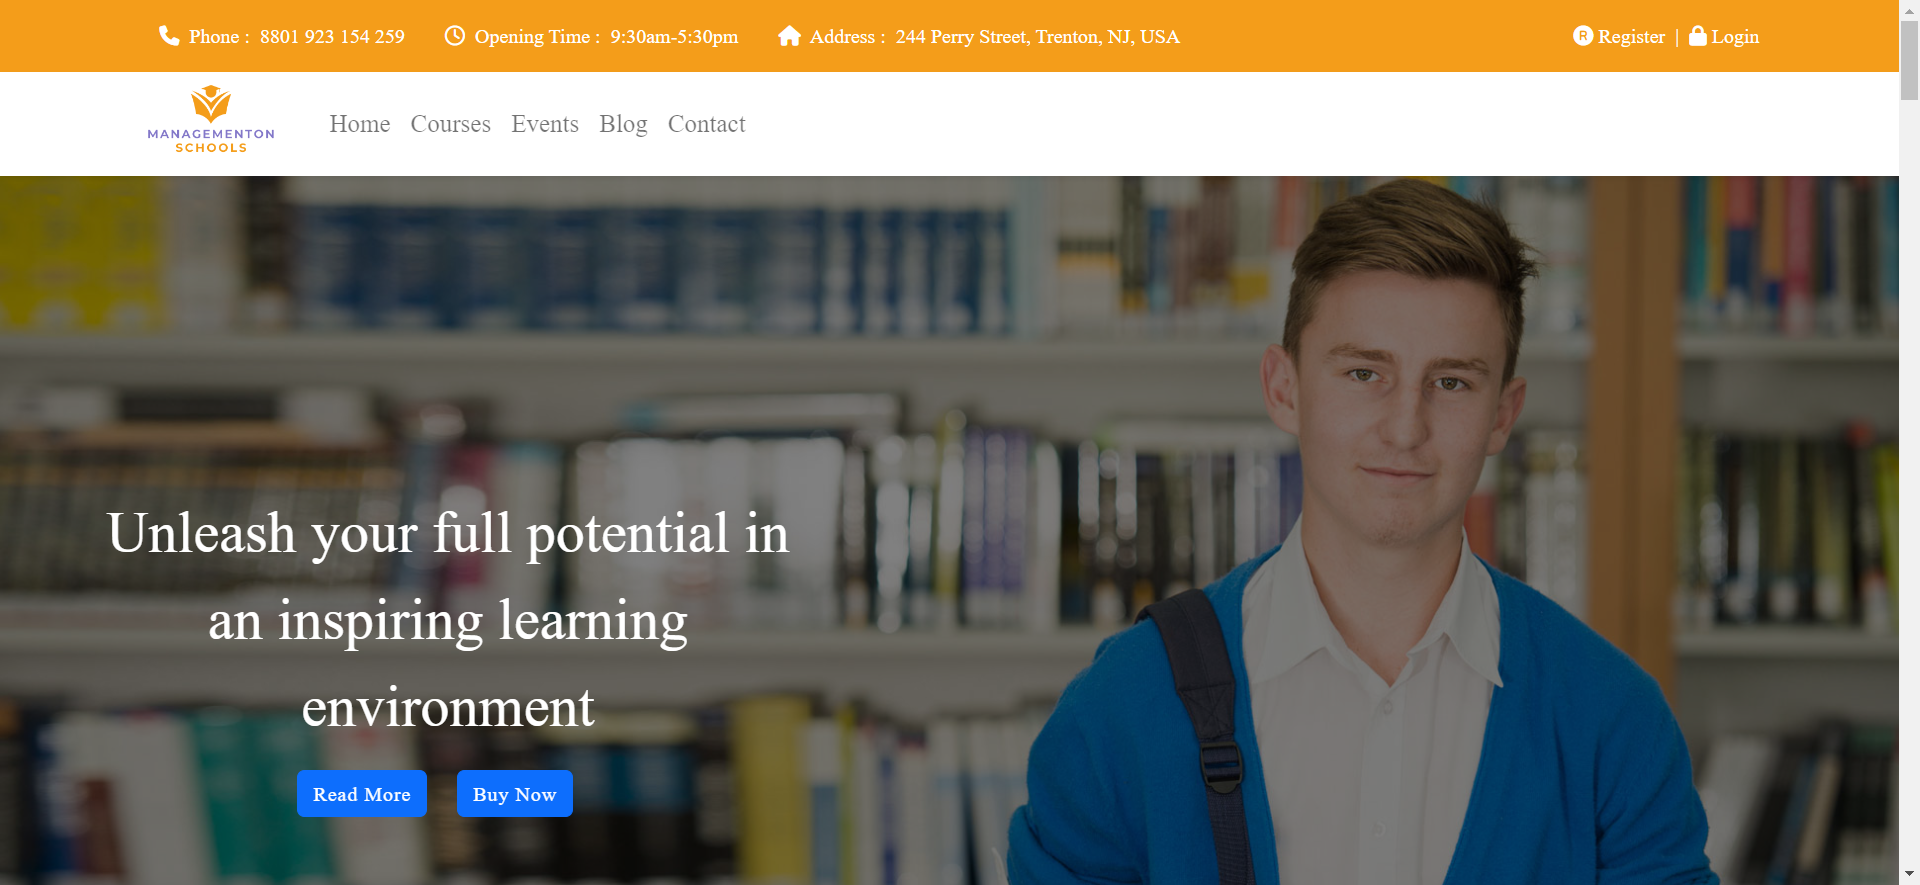 Phone : 8801 923 154 259 Opening Time : 9:30am-5:30pm Address : 244 Perry Street, Trenton, NJ, USA Register | Login
MANAGEMENTON
SCHOOLS
Home Courses Events Blog Contact
Unleash your full potential in
an inspiring learning
environment
Read More Buy Now